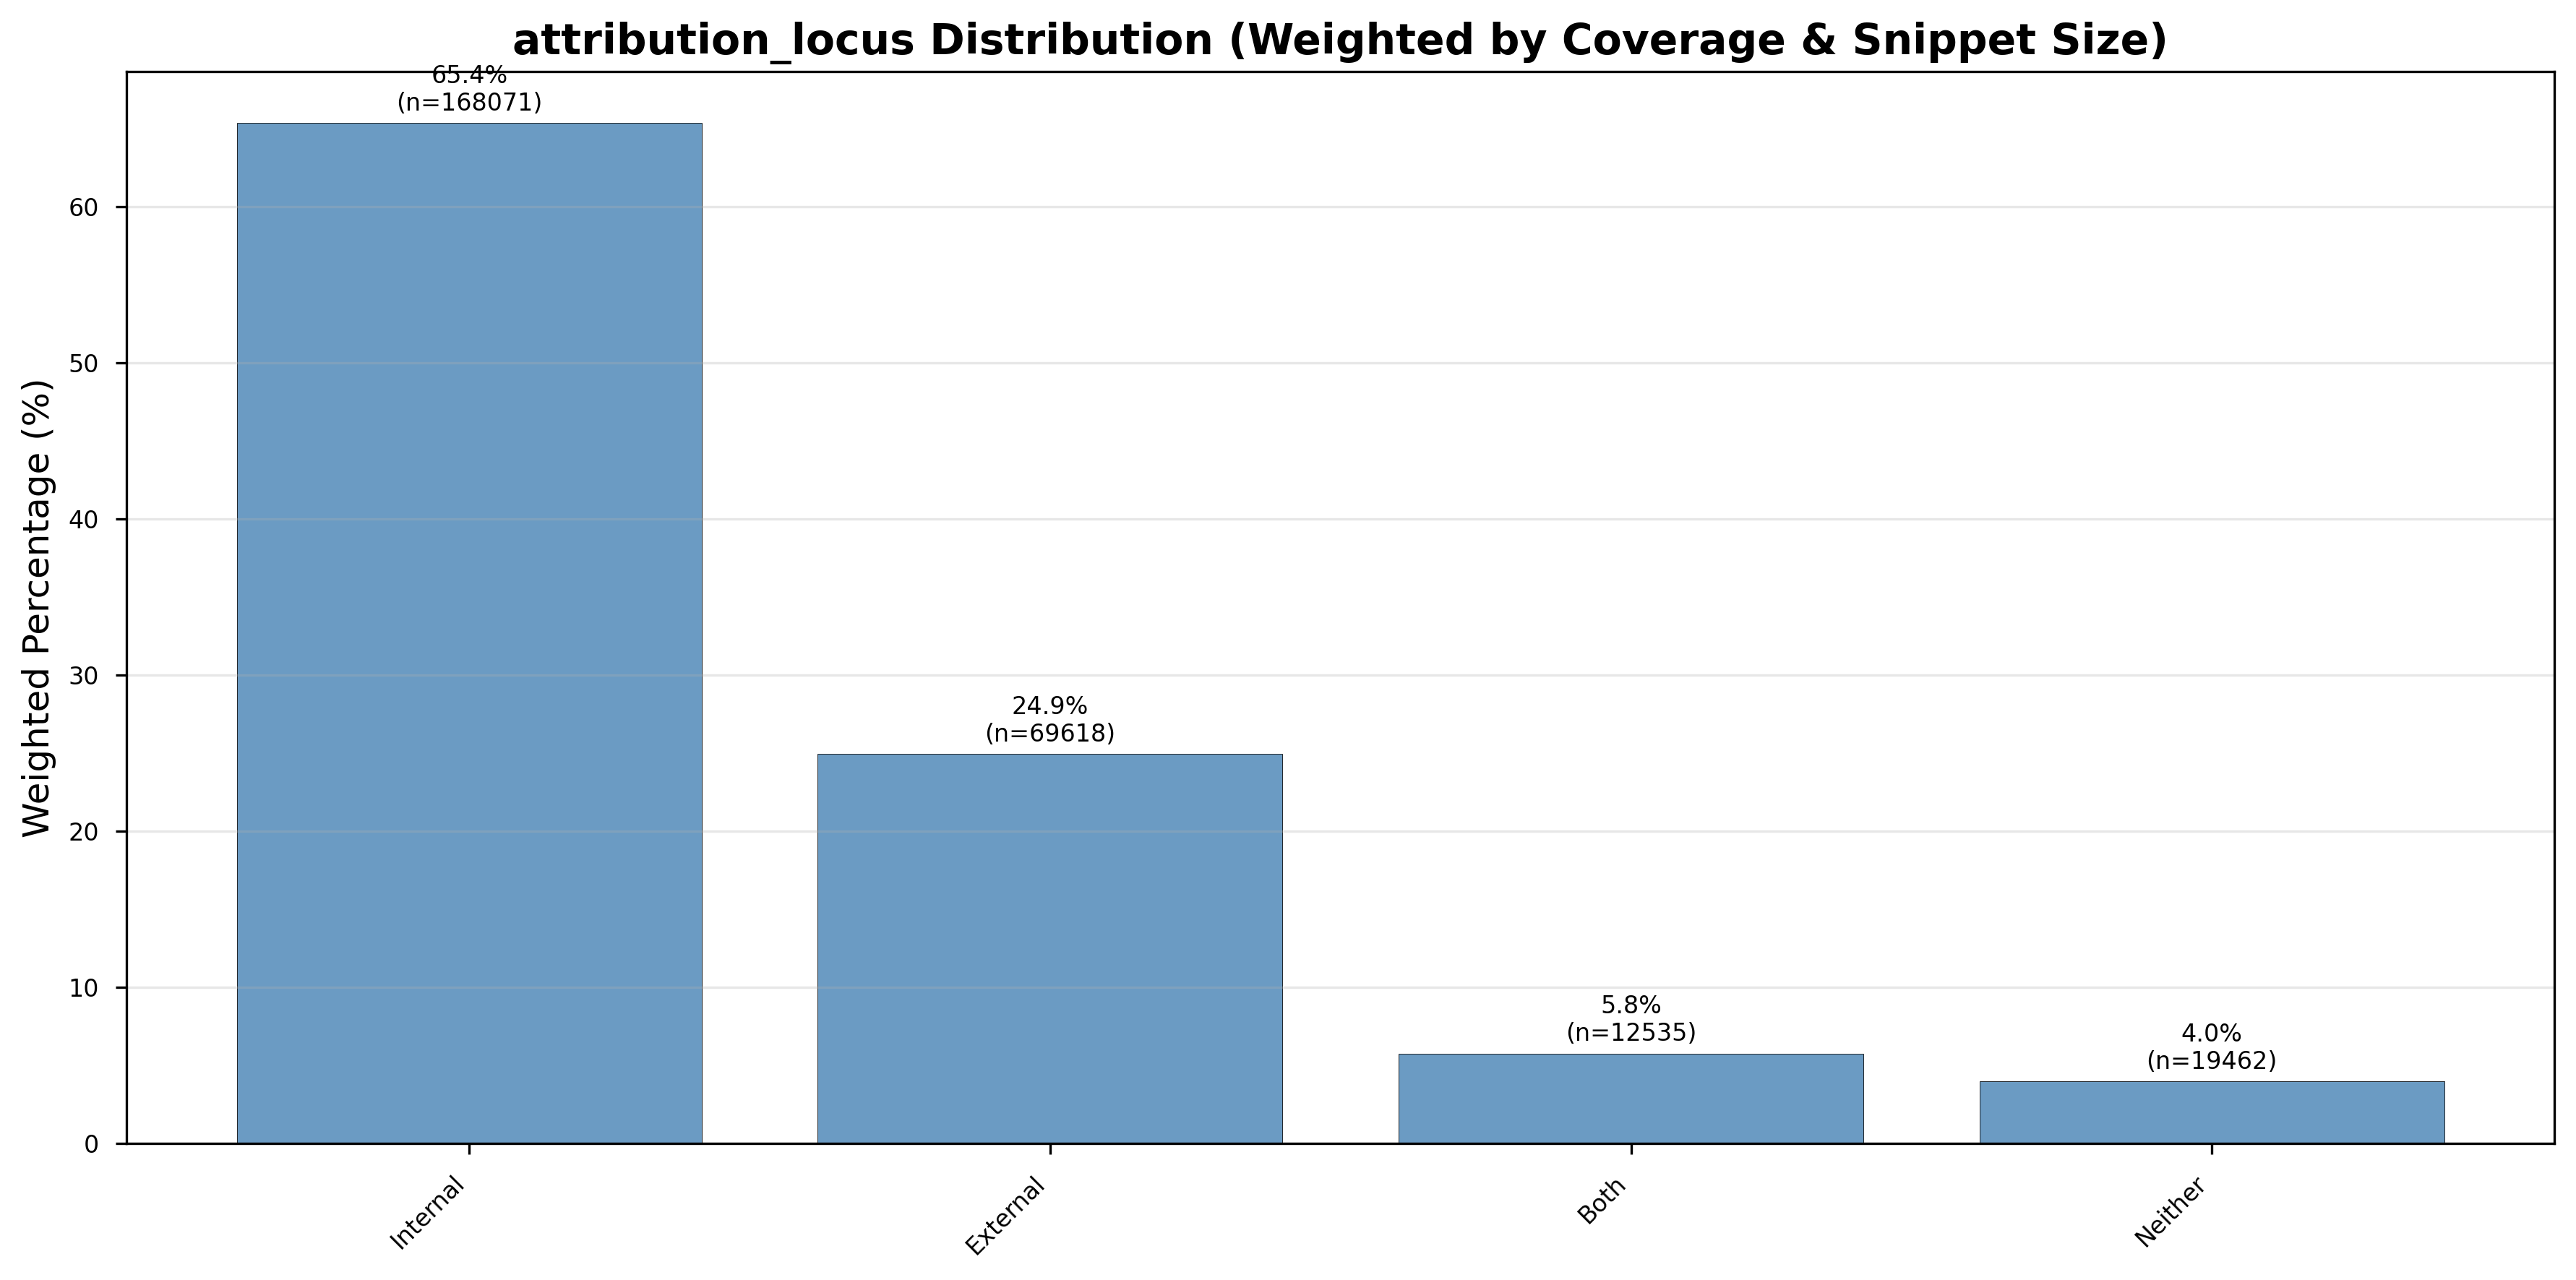 attribution_locus Distribution (Weighted by Coverage & Snippet Size)
Weighted Percentage (%)
60
50
40
30
20
10
0
65.4%
(n=168071)
24.9%
(n=69618)
5.8%
(n=12535)
4.0%
(n=19462)
Internal
External
Both
Neither